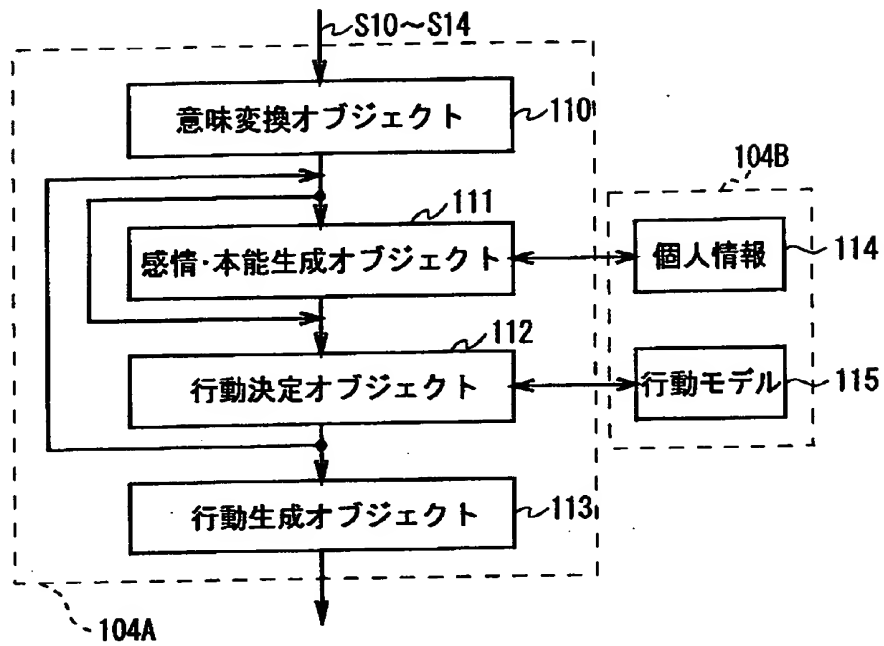 S10～S14
意味変換オブジェクト
110
104B
111
感情・本能生成オブジェクト
個人情報
114
112
行動決定オブジェクト
行動モデル
115
行動生成オブジェクト
113
104A